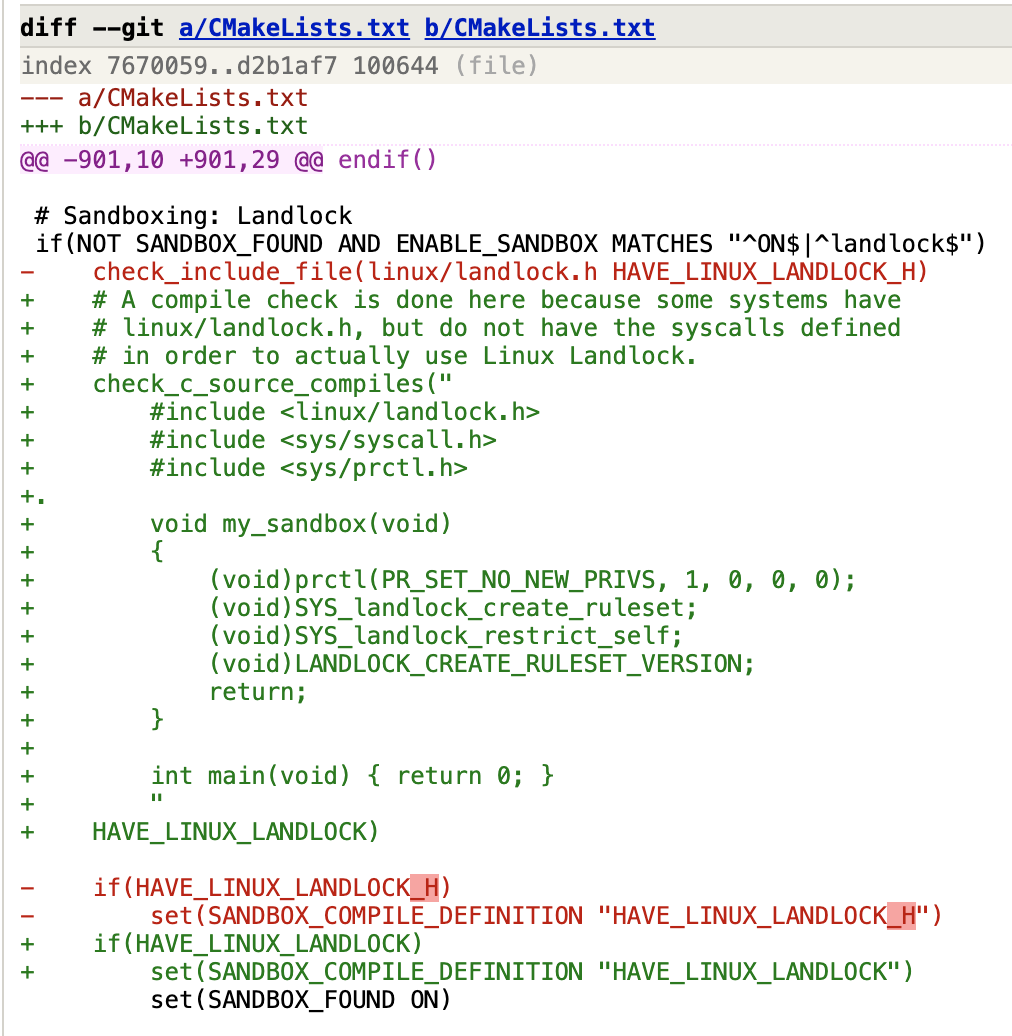 diff --git a/CMakeLists.txt b/CMakeLists.txt
index 7670059..d2b1af7 100644 (file)
--- a/CMakeLists.txt
+++ b/CMakeLists.txt
@@ -901,10 +901,29 @@ endif()
 # Sandboxing: Landlock
 if(NOT SANDBOX_FOUND AND ENABLE_SANDBOX MATCHES "^ON$|^landlock$")
-    check_include_file(linux/landlock.h HAVE_LINUX_LANDLOCK_H)
+    # A compile check is done here because some systems have
+    # linux/landlock.h, but do not have the syscalls defined
+    # in order to actually use Linux Landlock.
+    check_c_source_compiles("
+        #include <linux/landlock.h>
+        #include <sys/syscall.h>
+        #include <sys/prctl.h>
+.
+        void my_sandbox(void)
+        {
+            (void)prctl(PR_SET_NO_NEW_PRIVS, 1, 0, 0, 0);
+            (void)SYS_landlock_create_ruleset;
+            (void)SYS_landlock_restrict_self;
+            (void)LANDLOCK_CREATE_RULESET_VERSION;
+            return;
+        }
+
+        int main(void) { return 0; }
+        "
+    HAVE_LINUX_LANDLOCK)
-    if(HAVE_LINUX_LANDLOCK_H)
-        set(SANDBOX_COMPILE_DEFINITION "HAVE_LINUX_LANDLOCK_H")
+    if(HAVE_LINUX_LANDLOCK)
+        set(SANDBOX_COMPILE_DEFINITION "HAVE_LINUX_LANDLOCK")
         set(SANDBOX_FOUND ON)